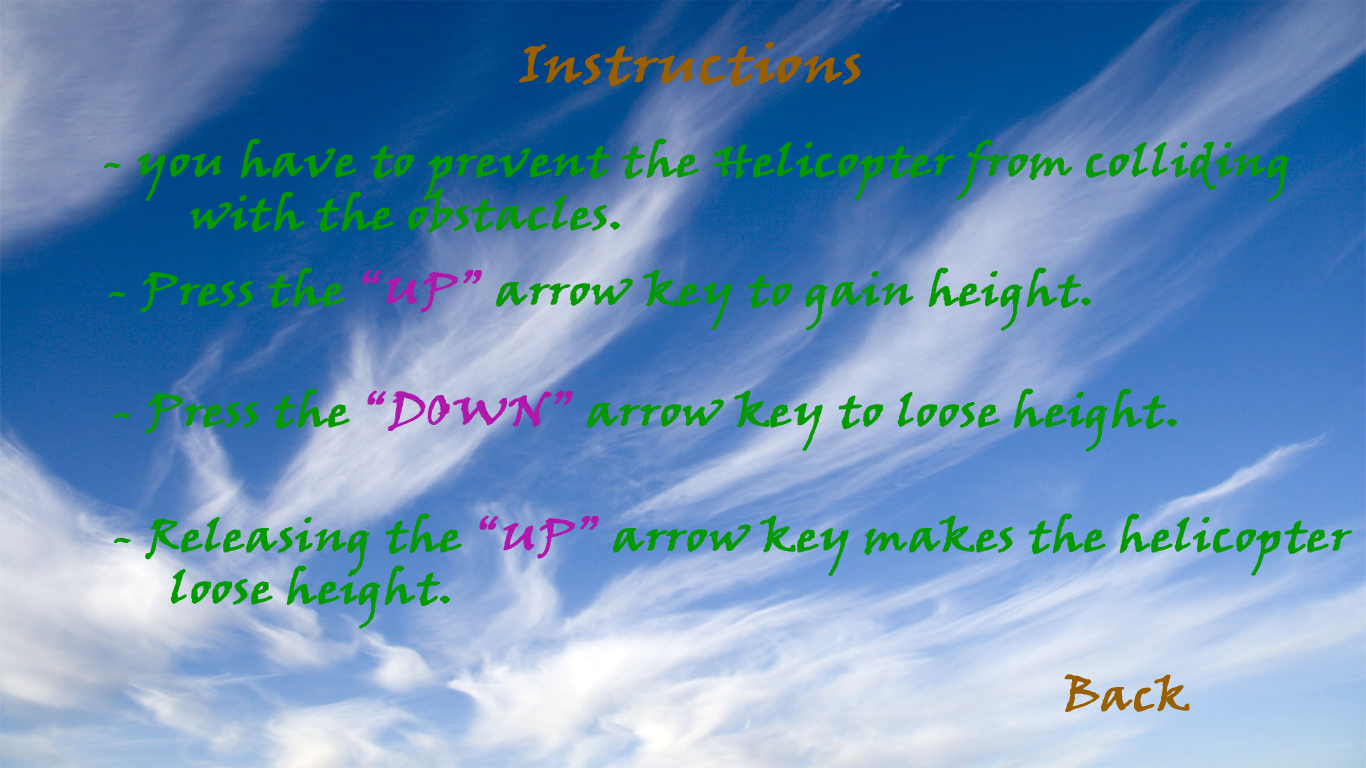 Instructions
- you have to prevent the Helicopter from colliding
with the obstacles.
- Press the “UP” arrow key to gain height.
- Press the “DOWN” arrow key to loose height.
- Releasing the “UP” arrow key makes the helicopter
loose height.
Back